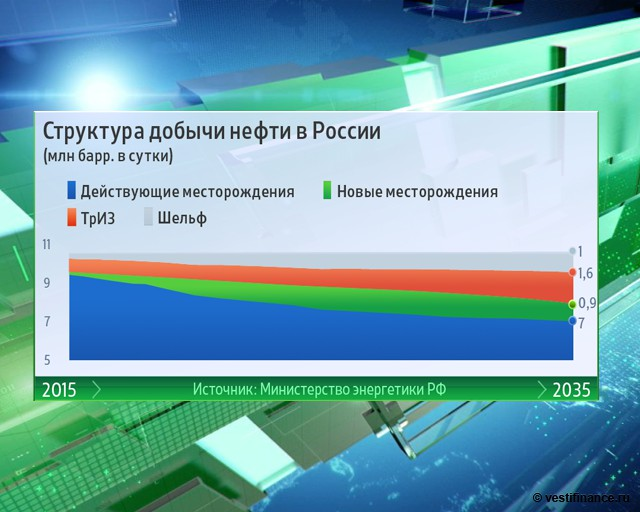 Структура добычи нефти в России
(млн барр. в сутки)
Действующие месторождения
Новые месторождения
ТрИЗ
Шельф
11
9
7
5
1
1,6
0,9
7
2015
Источник: Министерство энергетики РФ
2035
© vestifinance.ru